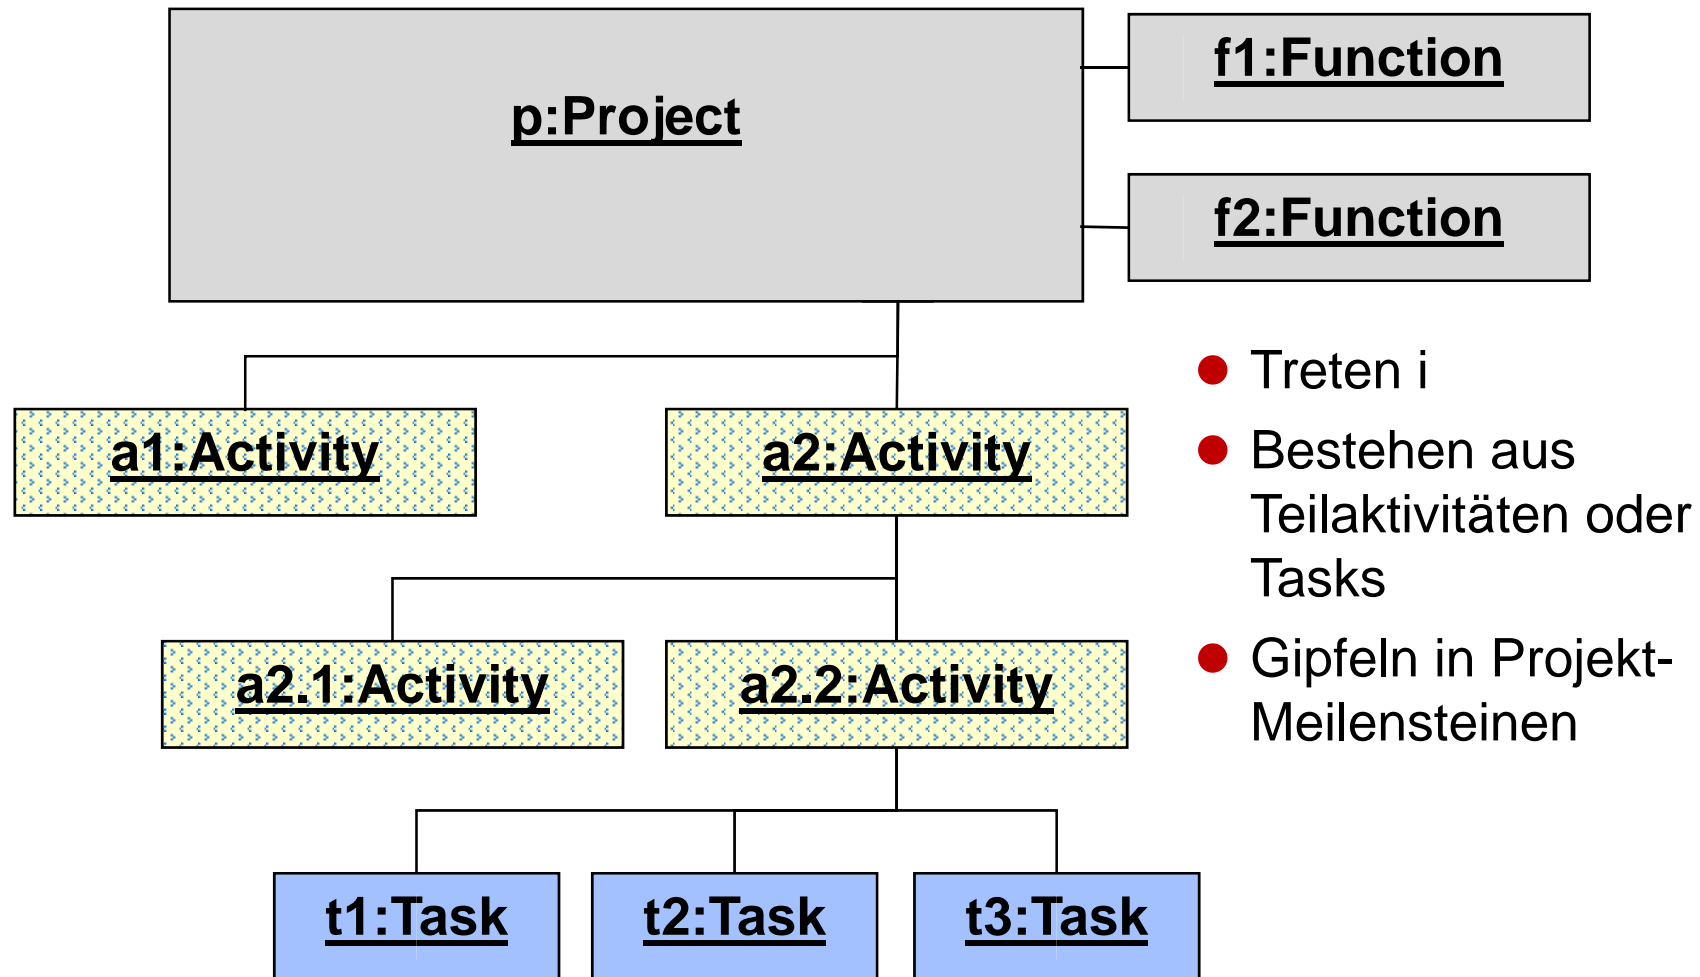 p:Project
f1:Function
f2:Function
a1:Activity
a2:Activity
a2.1:Activity
a2.2:Activity
t1:Task
t2:Task
t3:Task
Treten i
Bestehen aus
Teilaktivitäten oder
Tasks
Gipfeln in Projekt-
Meilensteinen